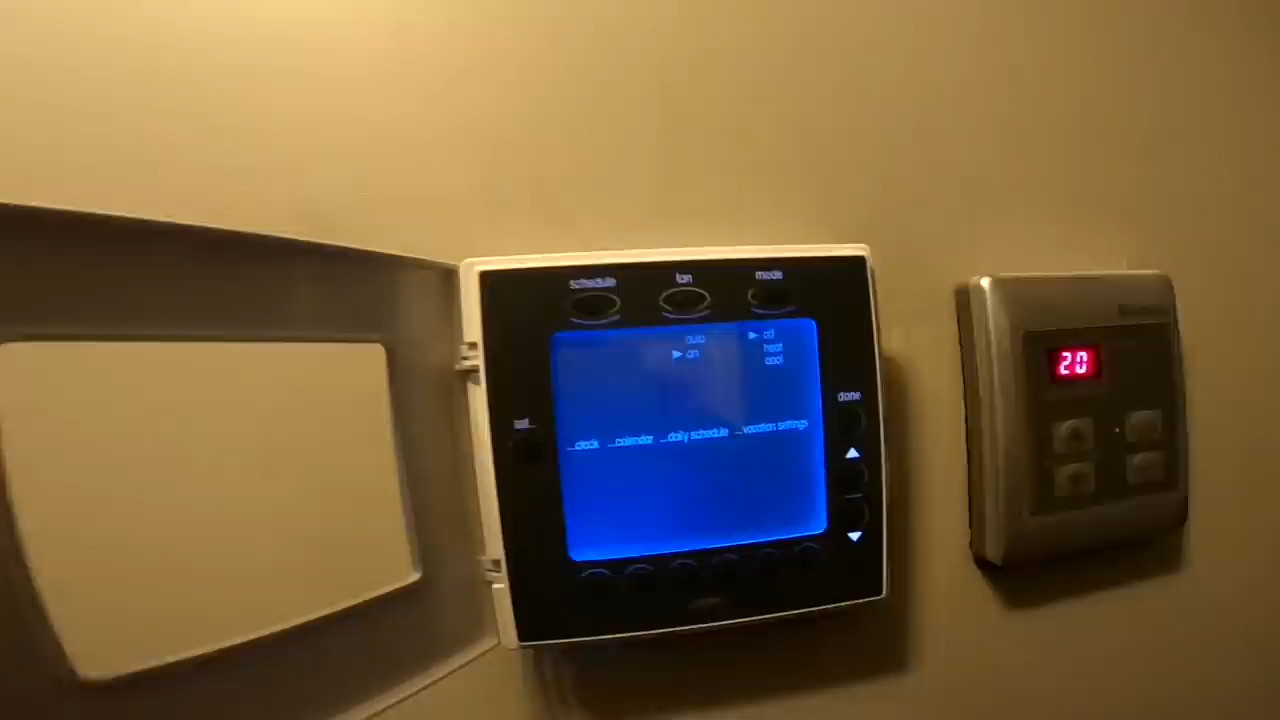 schedule fan mode
auto ▶ off
▶ on heat
cool
done
...clock ...calendar ...daily schedule ...vacation settings
20